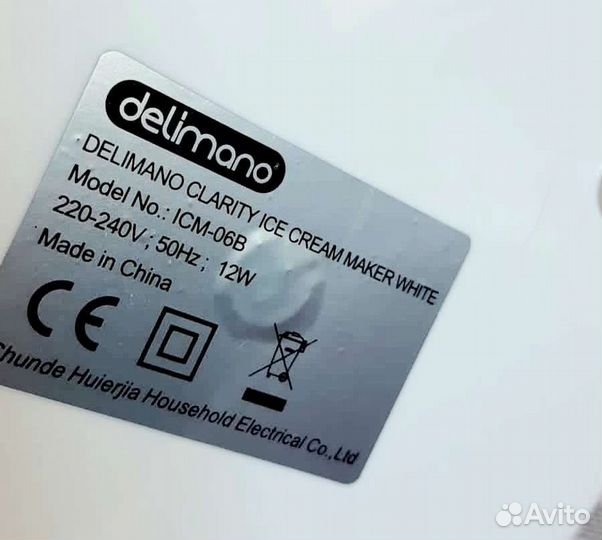 delimano
DELIMANO CLARITY ICE CREAM MAKER WHITE
Model No.: ICM-06B
220-240V; 50Hz; 12W
Made in China
CE
Huierjia Household Electrical Co.,Ltd
Avito